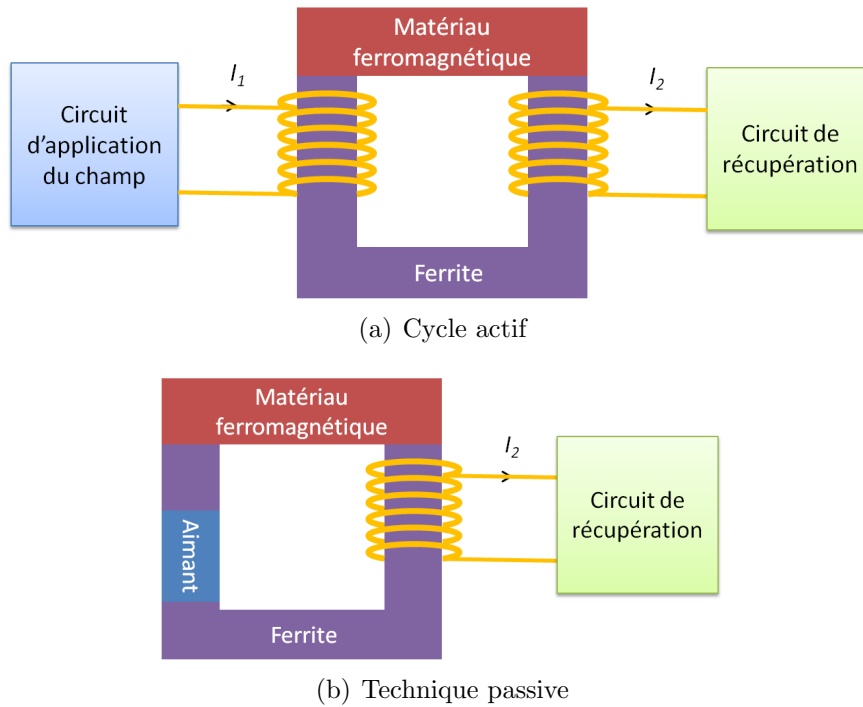 Matériau
ferromagnétique
I1
I2
Circuit
d'application
du champ
Circuit de
récupération
Ferrite
(a) Cycle actif
Matériau
ferromagnétique
I2
Aimant
Circuit de
récupération
Ferrite
(b) Technique passive